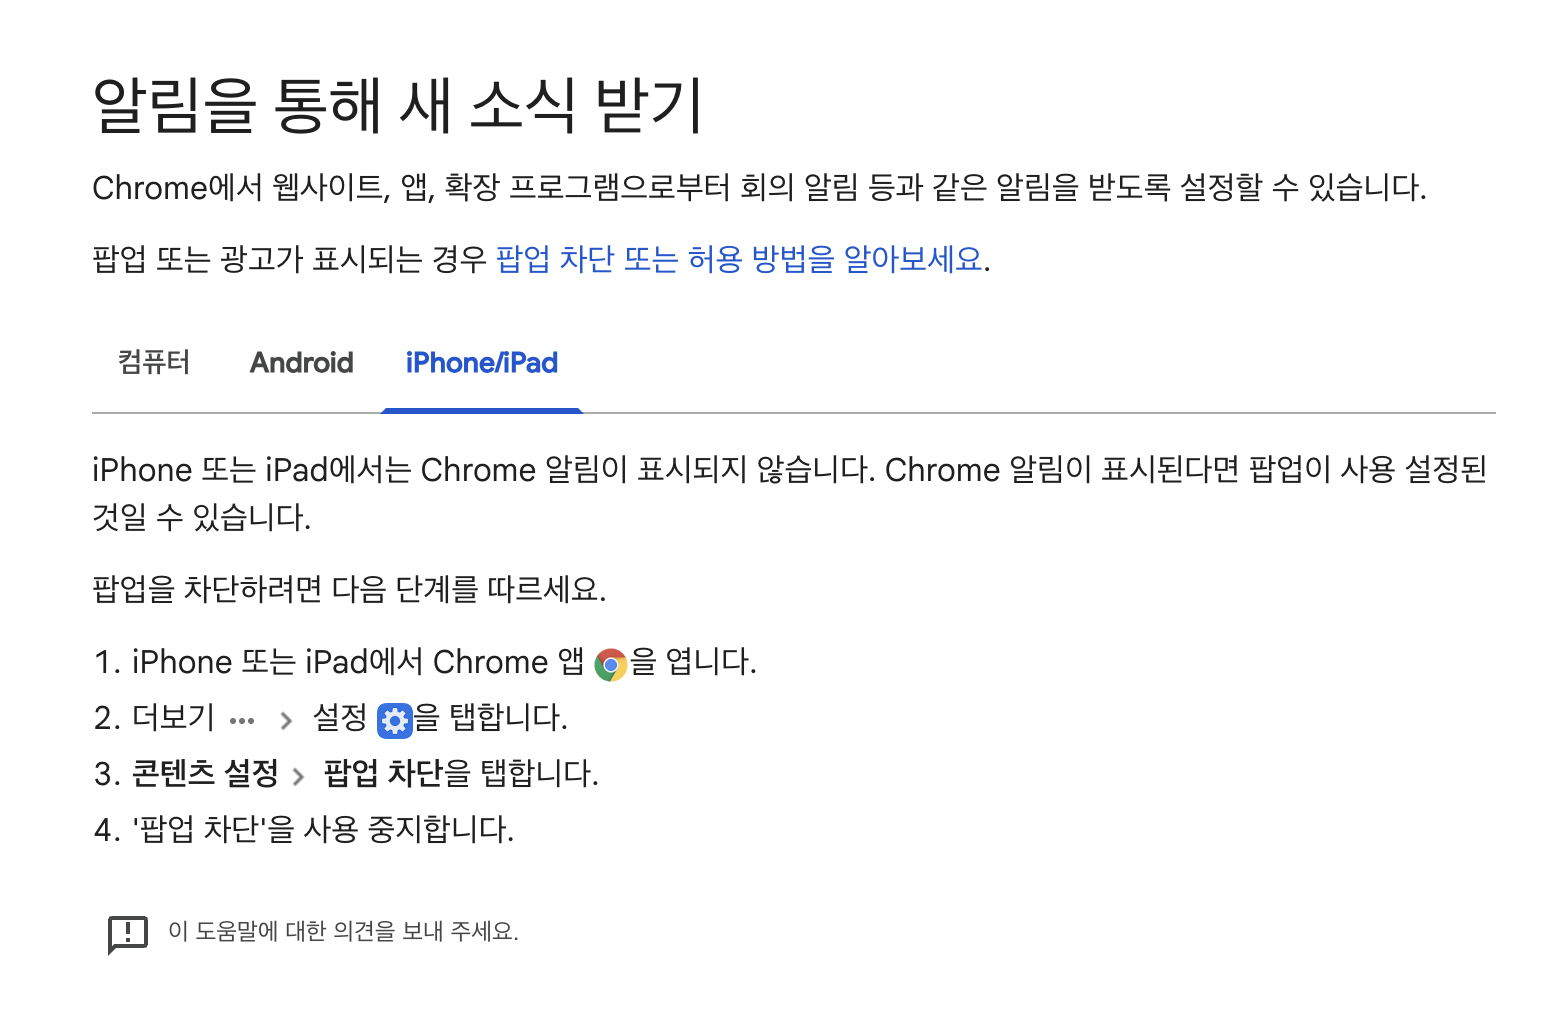 알림을 통해 새 소식 받기
Chrome에서 웹사이트, 앱, 확장 프로그램으로부터 회의 알림 등과 같은 알림을 받도록 설정할 수 있습니다.
팝업 또는 광고가 표시되는 경우 팝업 차단 또는 허용 방법을 알아보세요.
컴퓨터 Android iPhone/iPad
iPhone 또는 iPad에서는 Chrome 알림이 표시되지 않습니다. Chrome 알림이 표시된다면 팝업이 사용 설정된
것일 수 있습니다.
팝업을 차단하려면 다음 단계를 따르세요.
1. iPhone 또는 iPad에서 Chrome 앱 을 엽니다.
2. 더보기 ··· > 설정 을 탭합니다.
3. 콘텐츠 설정 > 팝업 차단을 탭합니다.
4. '팝업 차단'을 사용 중지합니다.
이 도움말에 대한 의견을 보내 주세요.